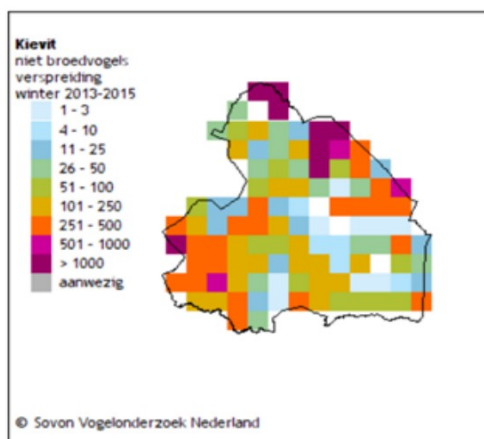 Kievit
niet broedvogels
verspreiding
winter 2013-2015
1 - 3
4 - 10
11 - 25
26 - 50
51 - 100
101 - 250
251 - 500
501 - 1000
> 1000
aanwezig
© Sovon Vogelonderzoek Nederland